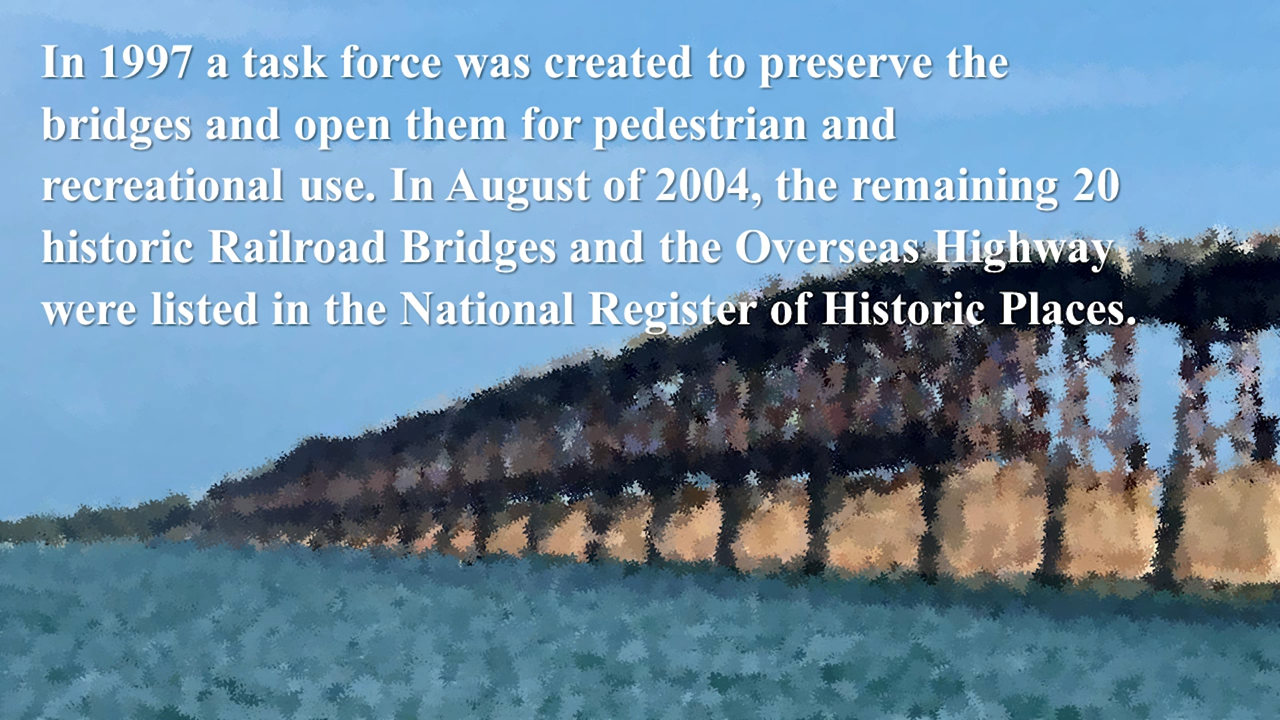 In 1997 a task force was created to preserve the
bridges and open them for pedestrian and
recreational use. In August of 2004, the remaining 20
historic Railroad Bridges and the Overseas Highway
were listed in the National Register of Historic Places.